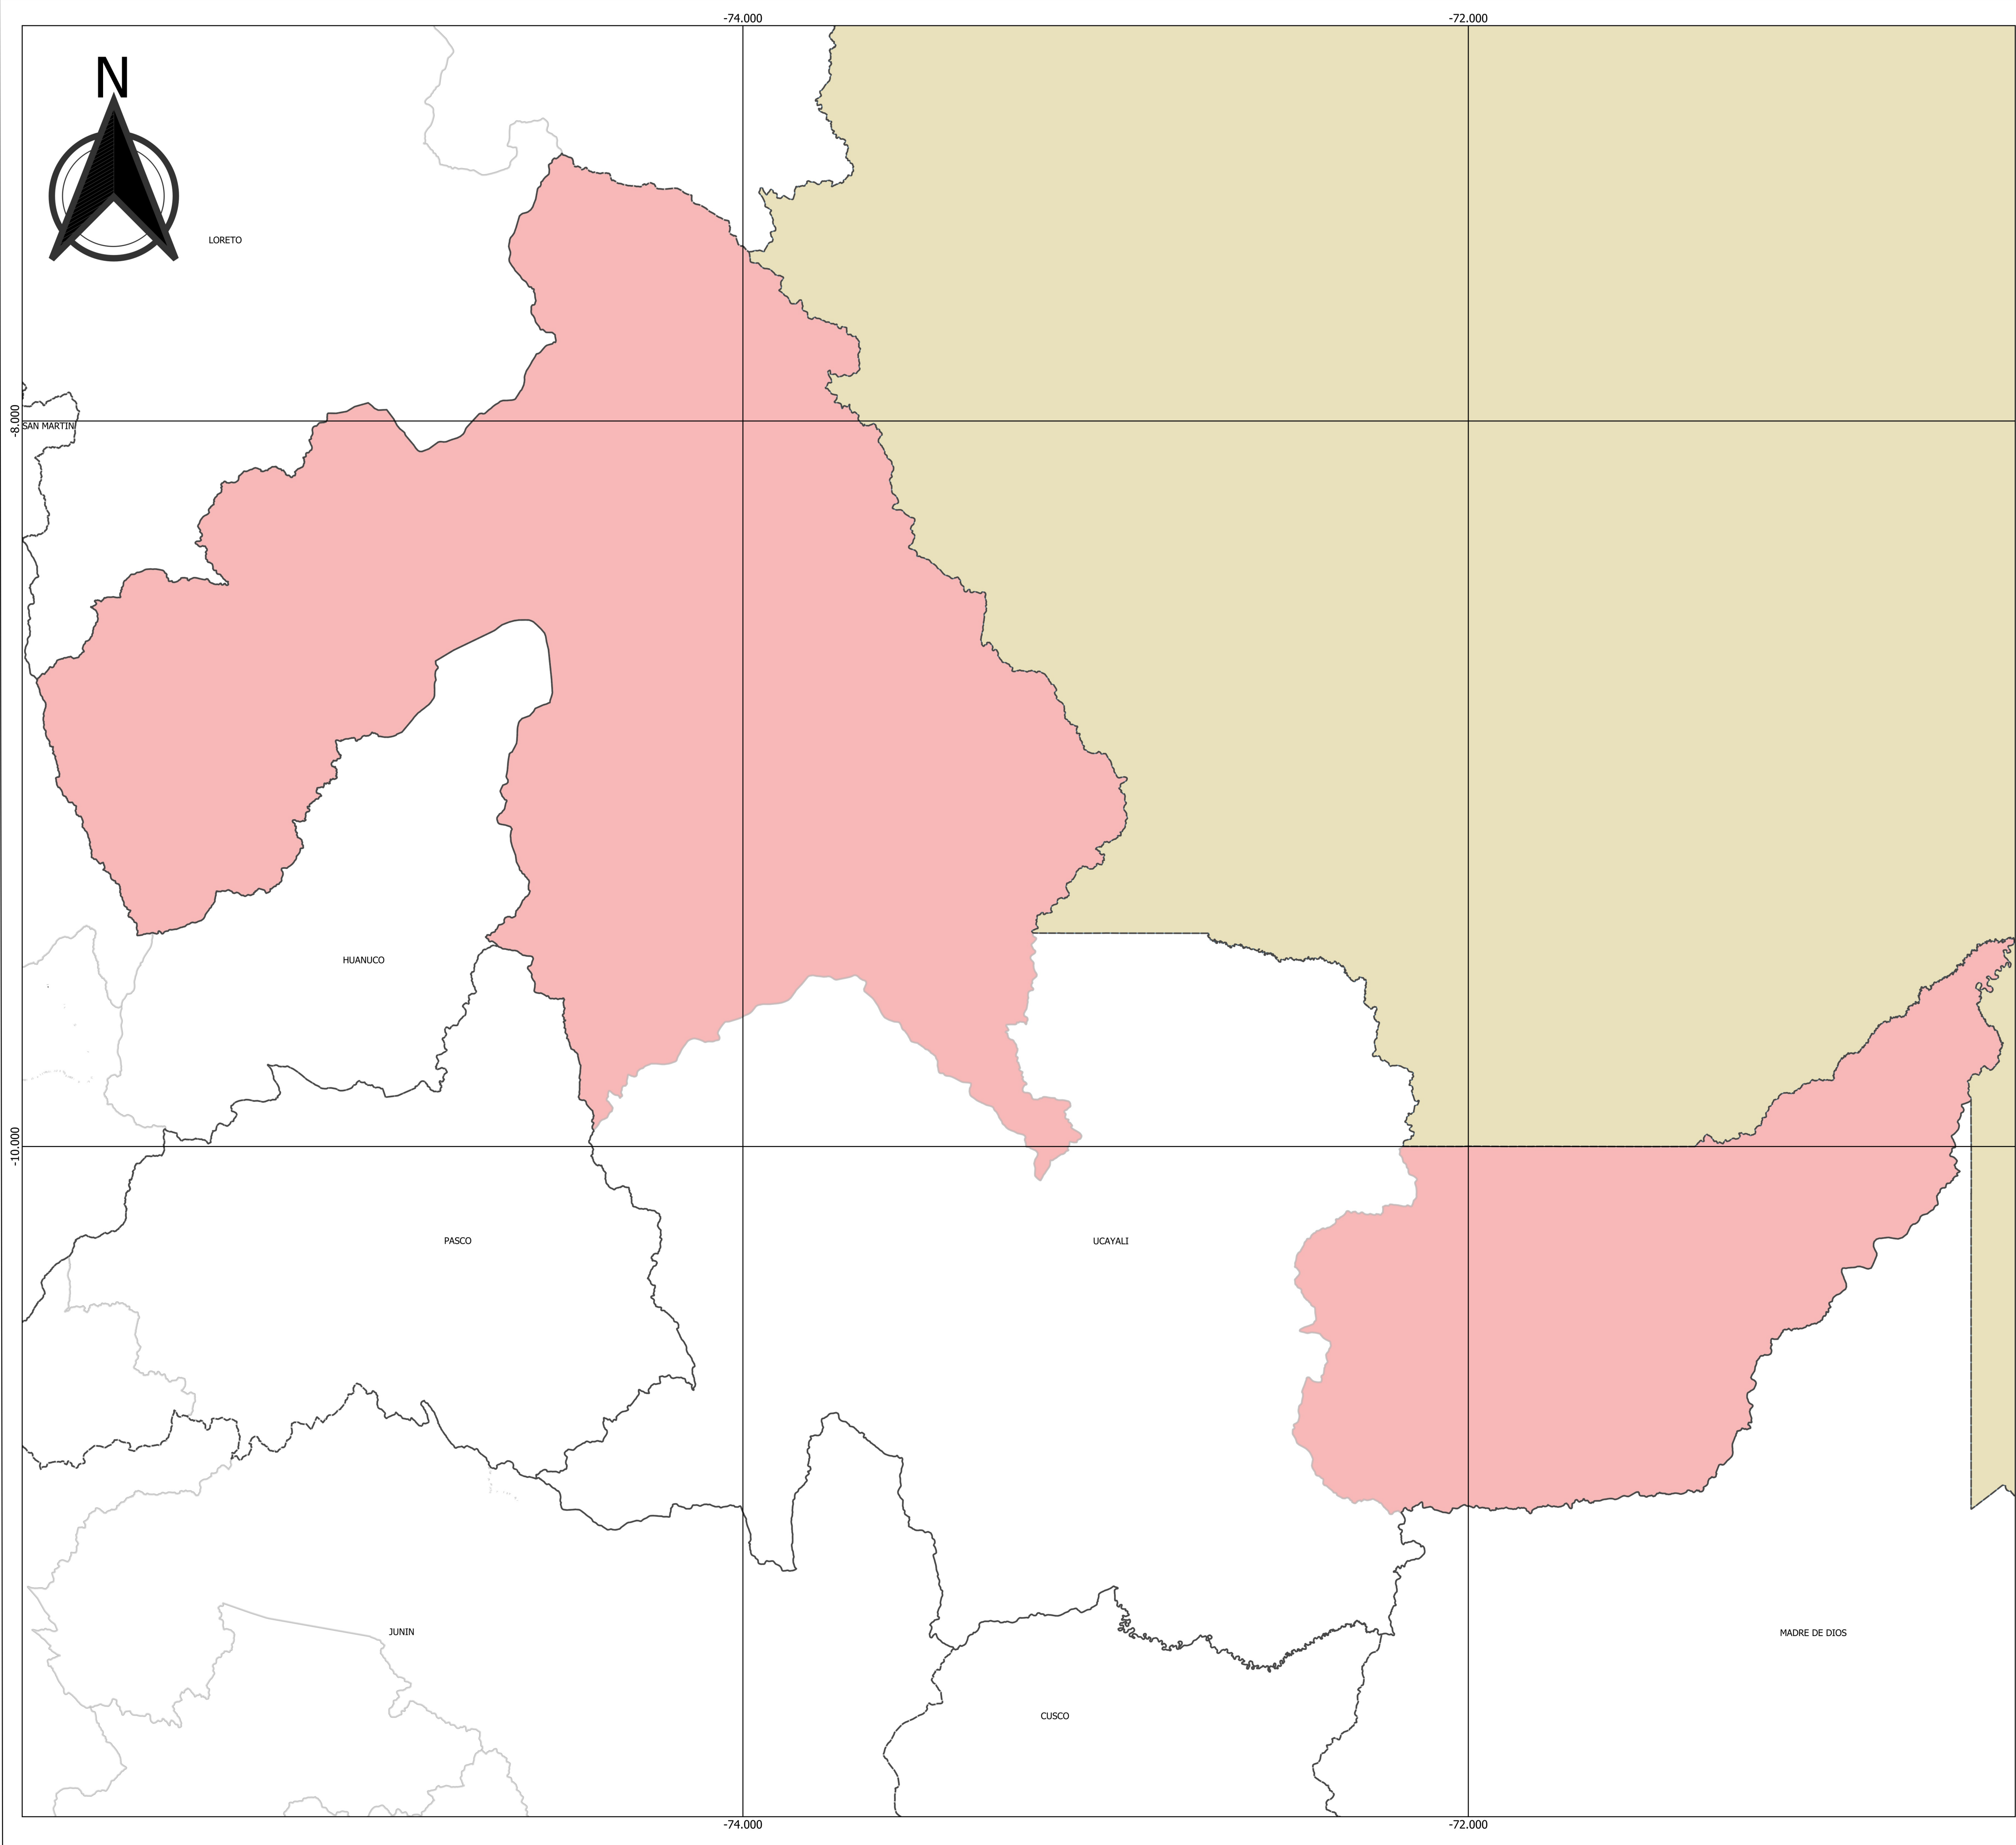 -74.000
-72.000
N
LORETO
-8.000
SAN MARTIN
HUANUCO
-10.000
PASCO
UCAYALI
JUNIN
MADRE DE DIOS
CUSCO
-74.000
-72.000